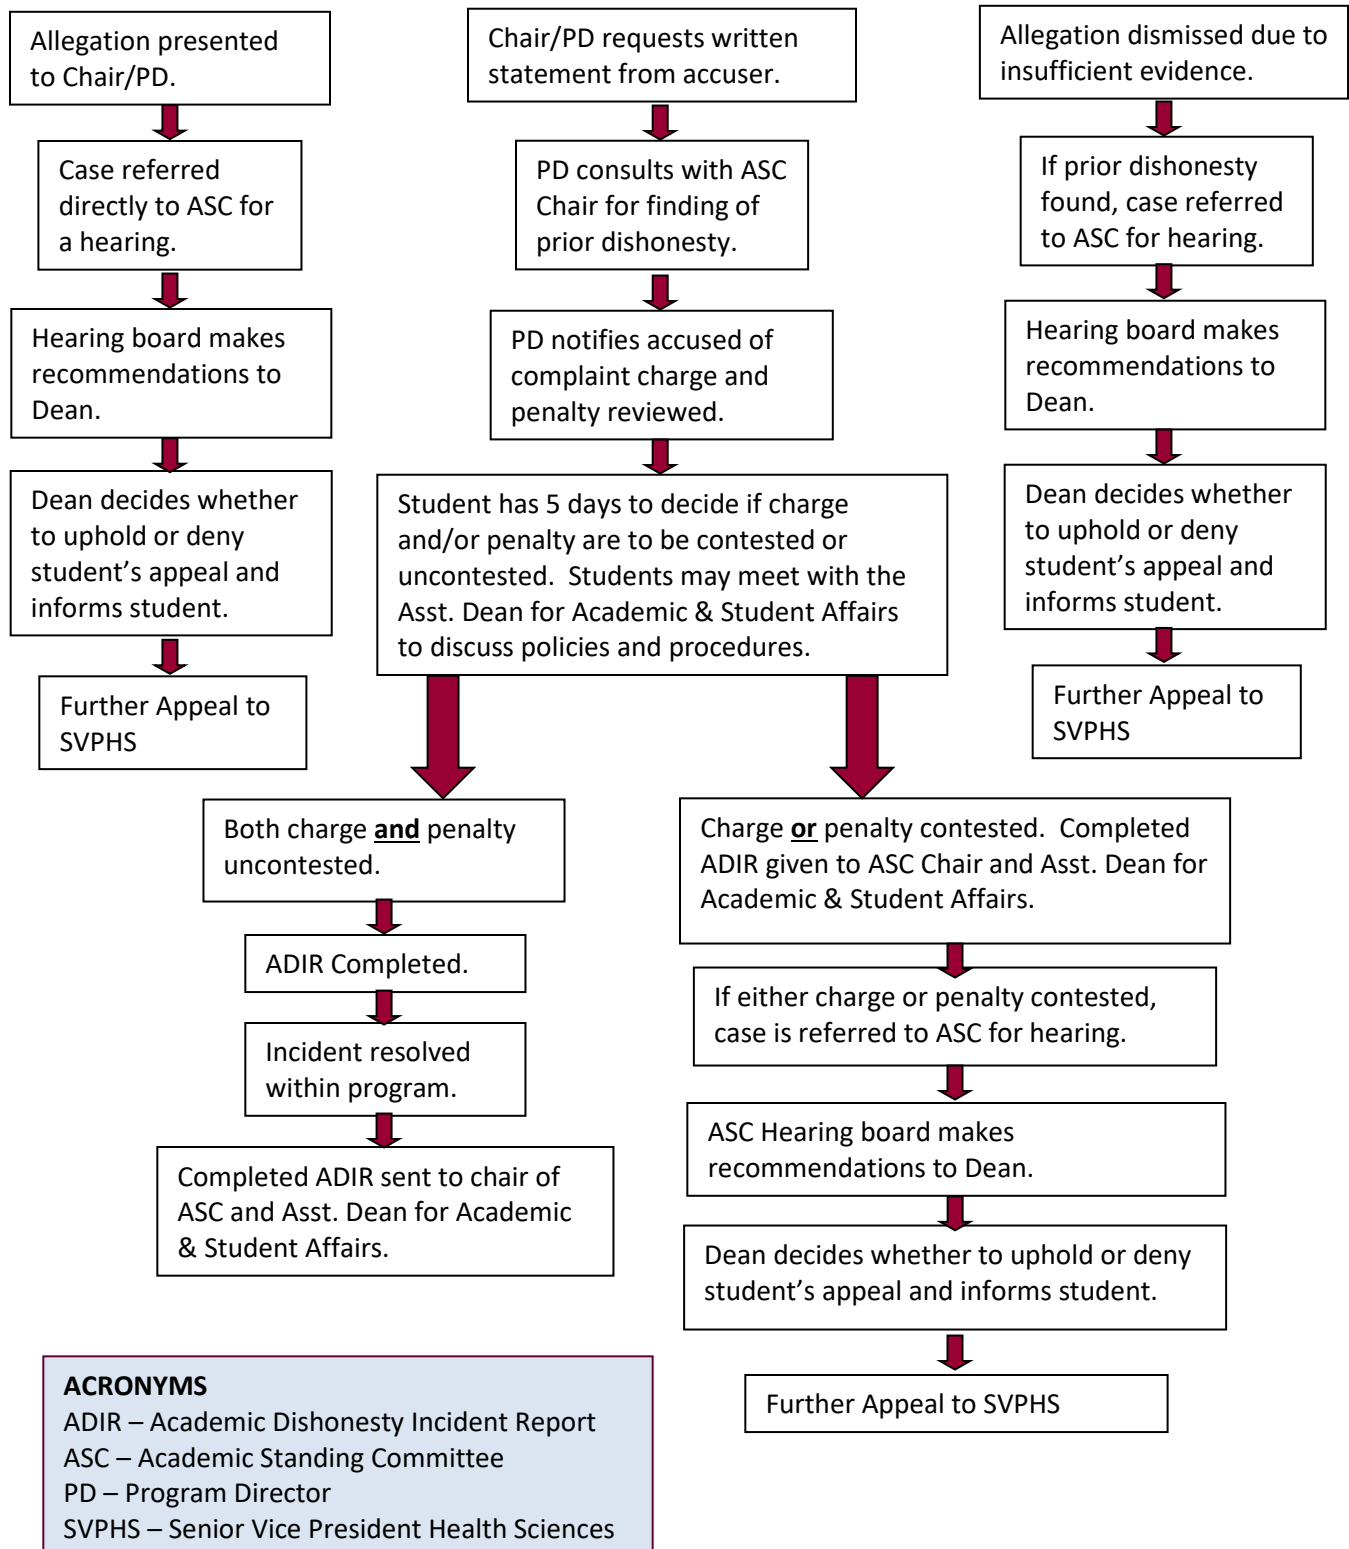 Allegation presented
to Chair/PD.
Case referred
directly to ASC for
a hearing.
Hearing board makes
recommendations to
Dean.
Dean decides whether
to uphold or deny
student’s appeal and
informs student.
Further Appeal to
SVPHS
Chair/PD requests written
statement from accuser.
PD consults with ASC
Chair for finding of
prior dishonesty.
PD notifies accused of
complaint charge and
penalty reviewed.
Student has 5 days to decide if charge
and/or penalty are to be contested or
uncontested.  Students may meet with the
Asst. Dean for Academic & Student Affairs
to discuss policies and procedures.
Allegation dismissed due to
insufficient evidence.
If prior dishonesty
found, case referred
to ASC for hearing.
Hearing board makes
recommendations to
Dean.
Dean decides whether
to uphold or deny
student’s appeal and
informs student.
Further Appeal to
SVPHS
Both charge and penalty
uncontested.
ADIR Completed.
Incident resolved
within program.
Completed ADIR sent to chair of
ASC and Asst. Dean for Academic
& Student Affairs.
Charge or penalty contested.  Completed
ADIR given to ASC Chair and Asst. Dean for
Academic & Student Affairs.
If either charge or penalty contested,
case is referred to ASC for hearing.
ASC Hearing board makes
recommendations to Dean.
Dean decides whether to uphold or deny
student’s appeal and informs student.
Further Appeal to SVPHS
ACRONYMS
ADIR – Academic Dishonesty Incident Report
ASC – Academic Standing Committee
PD – Program Director
SVPHS – Senior Vice President Health Sciences